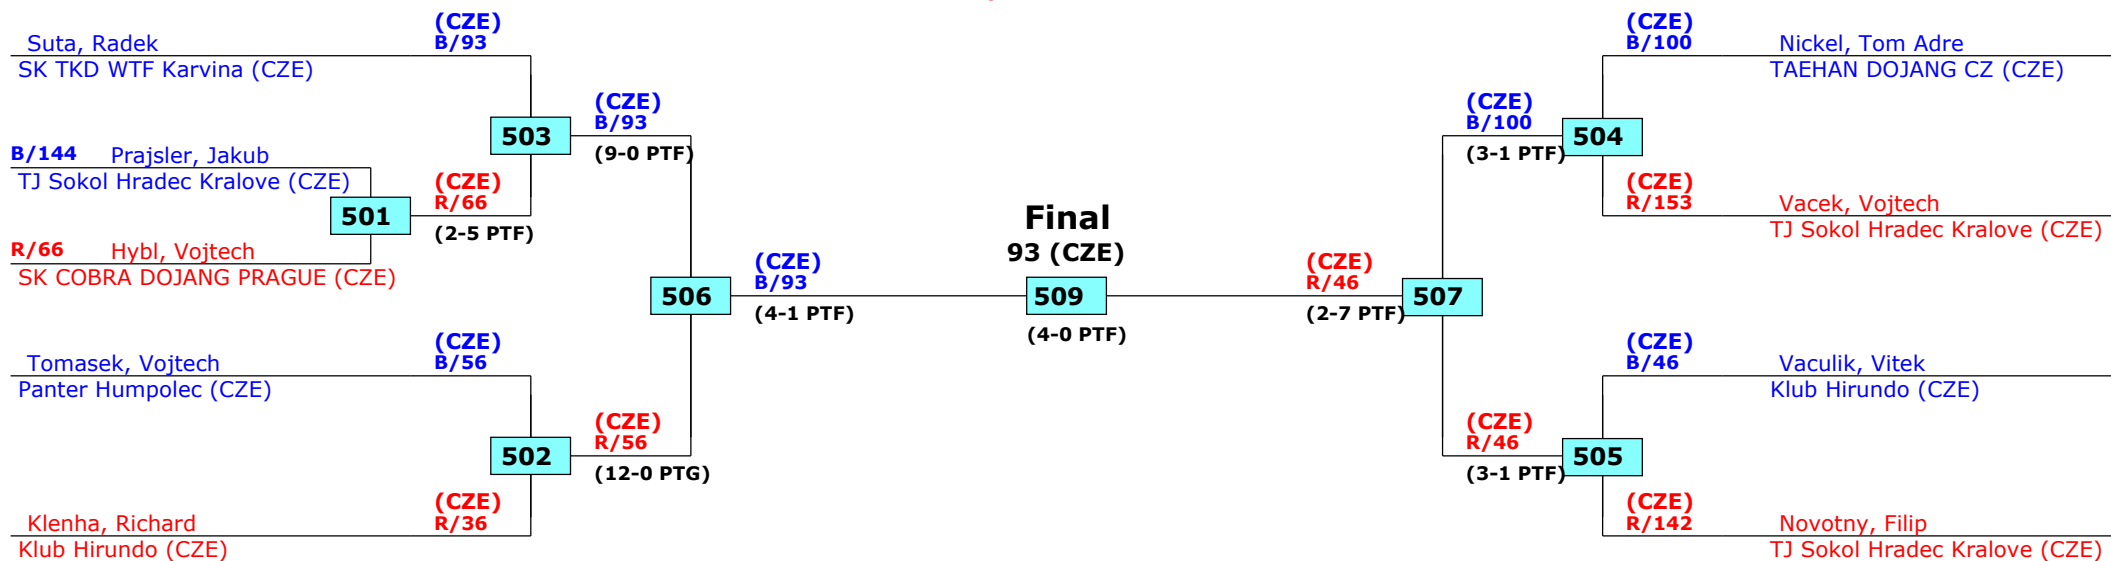 (CZE)
B/93
Suta, Radek
SK TKD WTF Karvina (CZE)
(CZE)
B/93
503
(9-0 PTF)
B/144 Prajsler, Jakub
TJ Sokol Hradec Kralove (CZE)
(CZE)
R/66
501
(2-5 PTF)
R/66 Hybl, Vojtech
SK COBRA DOJANG PRAGUE (CZE)
506
(CZE)
B/93
(4-1 PTF)
(CZE)
B/56
Tomasek, Vojtech
Panter Humpolec (CZE)
(CZE)
R/56
502
(12-0 PTG)
(CZE)
R/36
Klenha, Richard
Klub Hirundo (CZE)
Final
93 (CZE)
509
(4-0 PTF)
(CZE)
B/100
Nickel, Tom Adre
TAEHAN DOJANG CZ (CZE)
(CZE)
B/100
504
(3-1 PTF)
(CZE)
R/153
Vacek, Vojtech
TJ Sokol Hradec Kralove (CZE)
(CZE)
R/46
507
(2-7 PTF)
(CZE)
B/46
Vaculik, Vitek
Klub Hirundo (CZE)
(CZE)
R/46
505
(3-1 PTF)
(CZE)
R/142
Novotny, Filip
TJ Sokol Hradec Kralove (CZE)